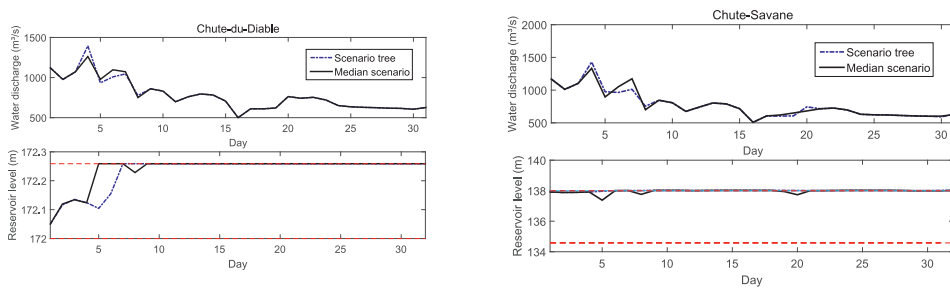 Chute-du-Diable
Water discharge (m³/s)
1500
1000
500
Scenario tree
Median scenario
5 10 15 20 25 30
Day
Reservoir level (m)
172.3
172.2
172.1
172
5 10 15 20 25 30
Day
Chute-Savane
Water discharge (m³/s)
2000
1500
1000
500
Scenario tree
Median scenario
5 10 15 20 25 30
Day
Reservoir level (m)
140
138
136
134
5 10 15 20 25 30
Day